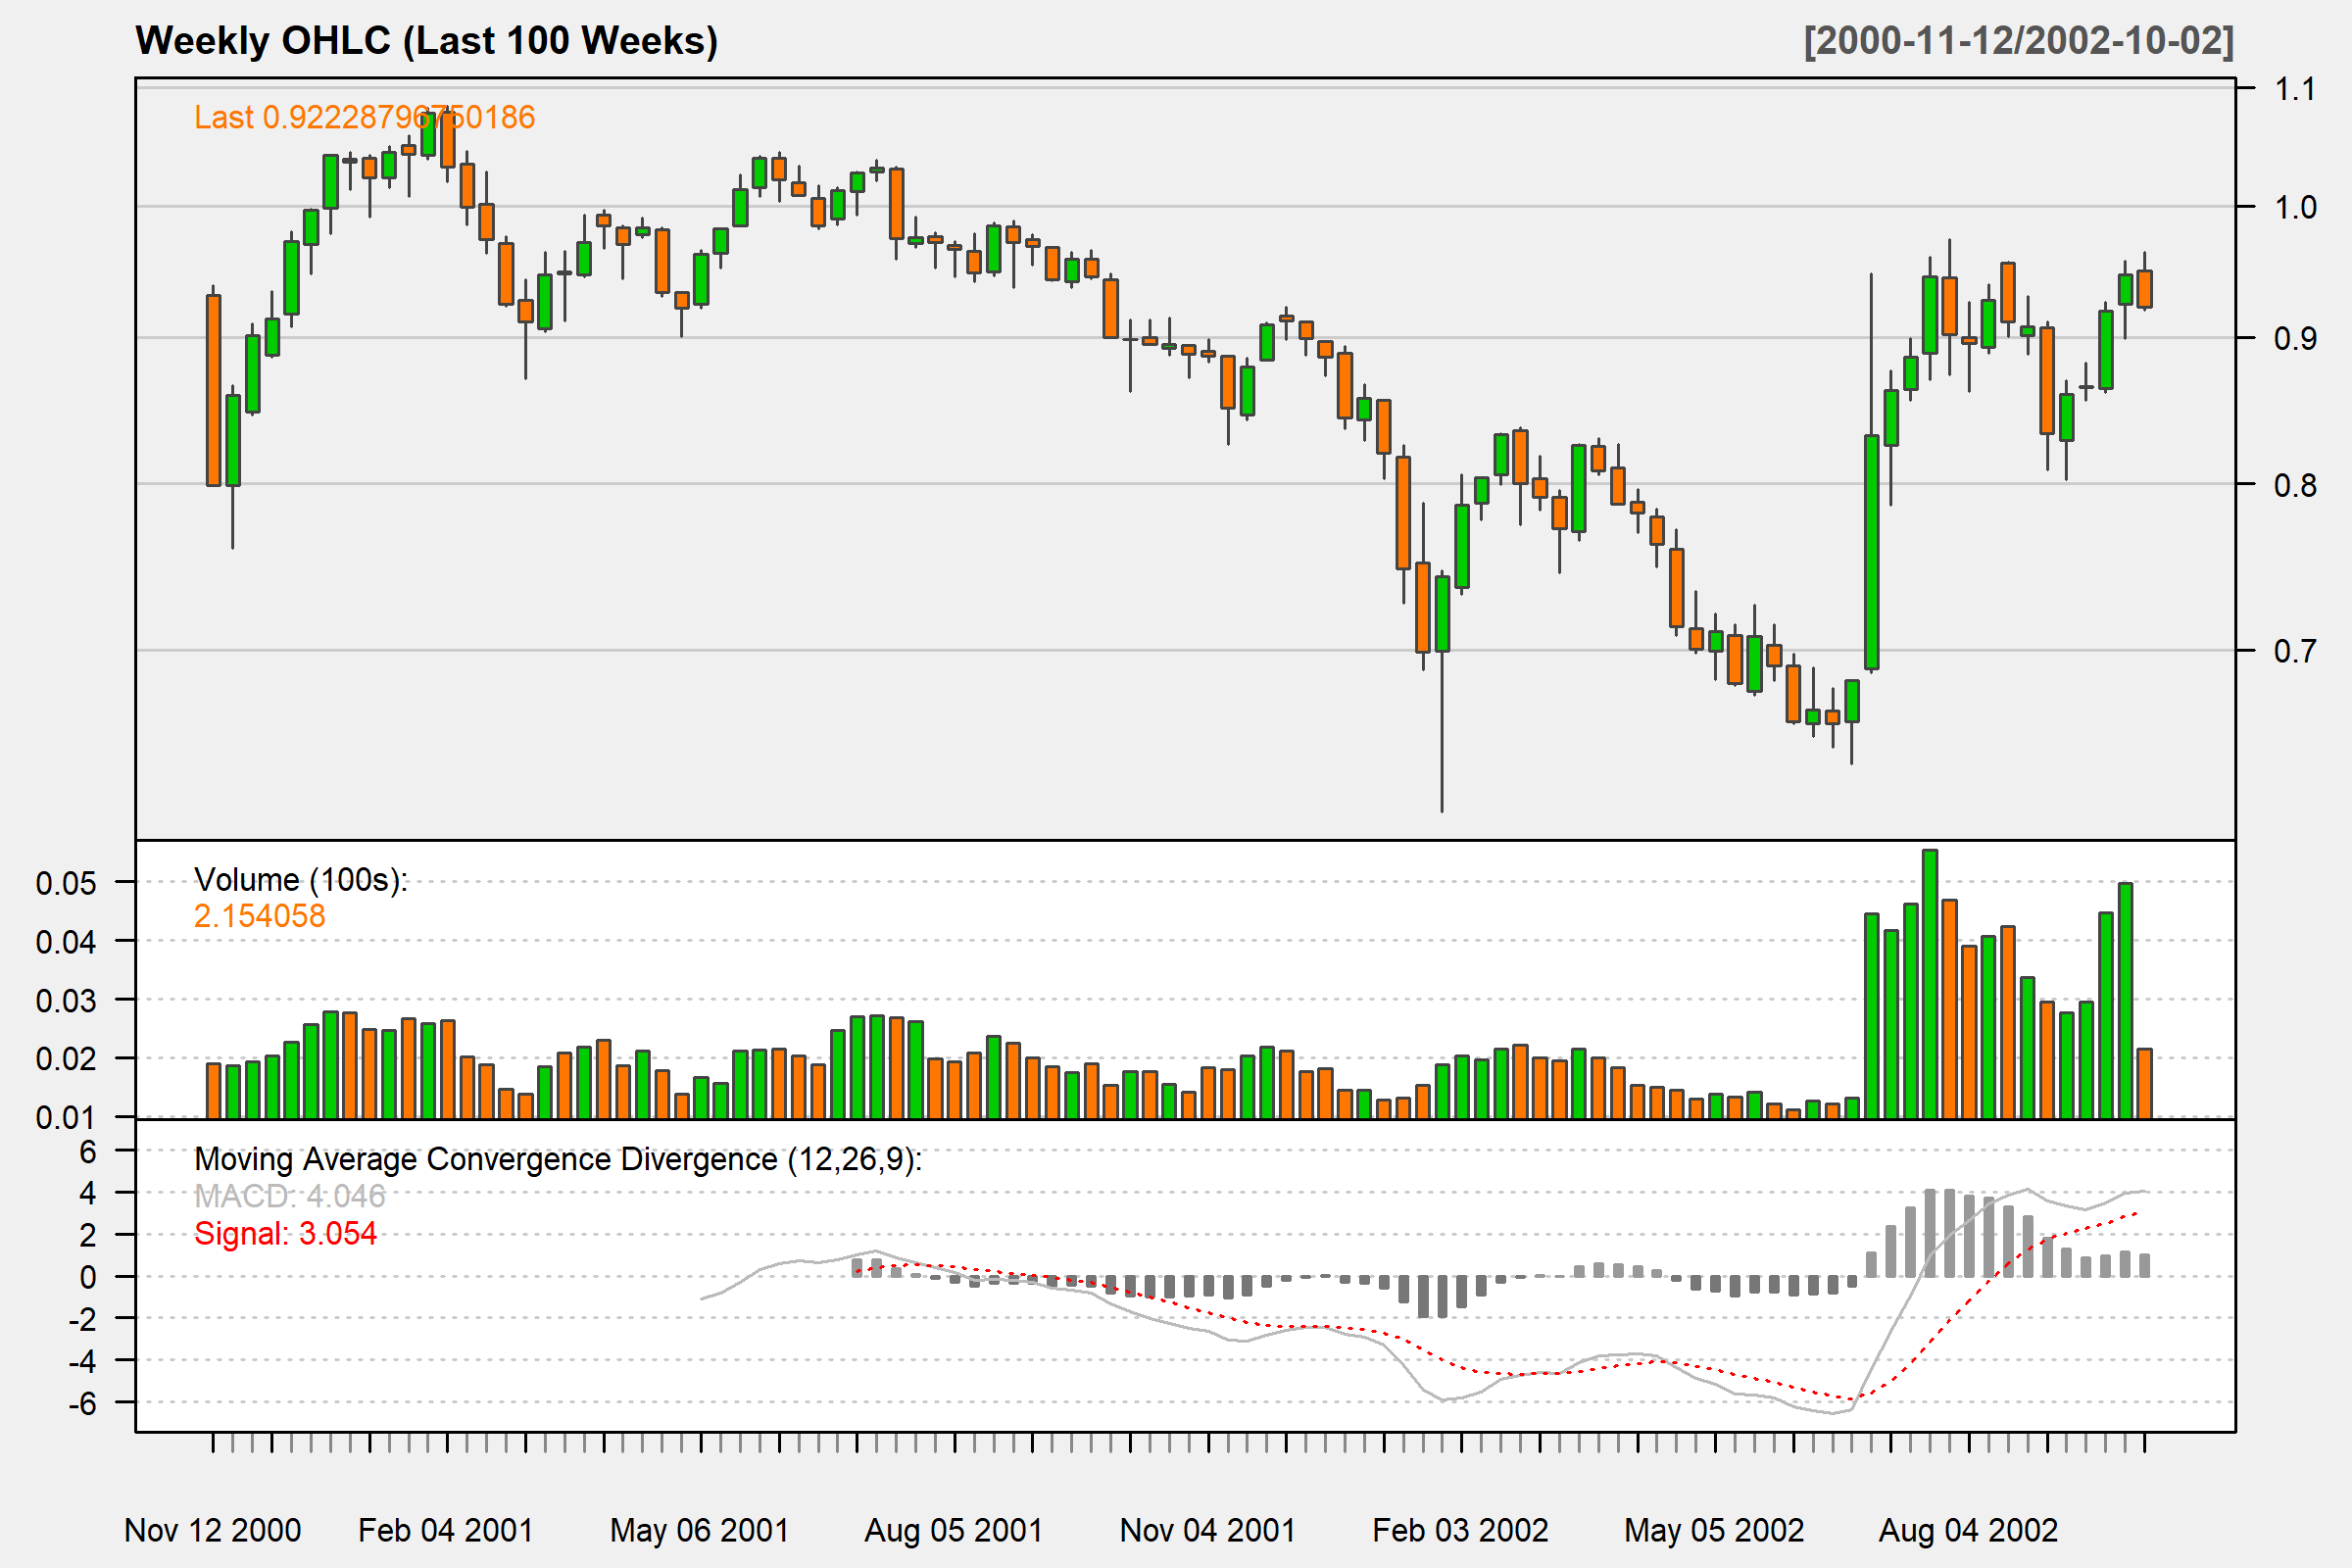 Weekly OHLC (Last 100 Weeks)
[2000-11-12/2002-10-02]
Last 0.92228796750186
1.1
1.0
0.9
0.8
0.7
Volume (100s):
2.154058
0.05
0.04
0.03
0.02
0.01
Moving Average Convergence Divergence (12,26,9):
MACD: 4.046
Signal: 3.054
6
4
2
0
-2
-4
-6
Nov 12 2000 Feb 04 2001 May 06 2001 Aug 05 2001 Nov 04 2001 Feb 03 2002 May 05 2002 Aug 04 2002